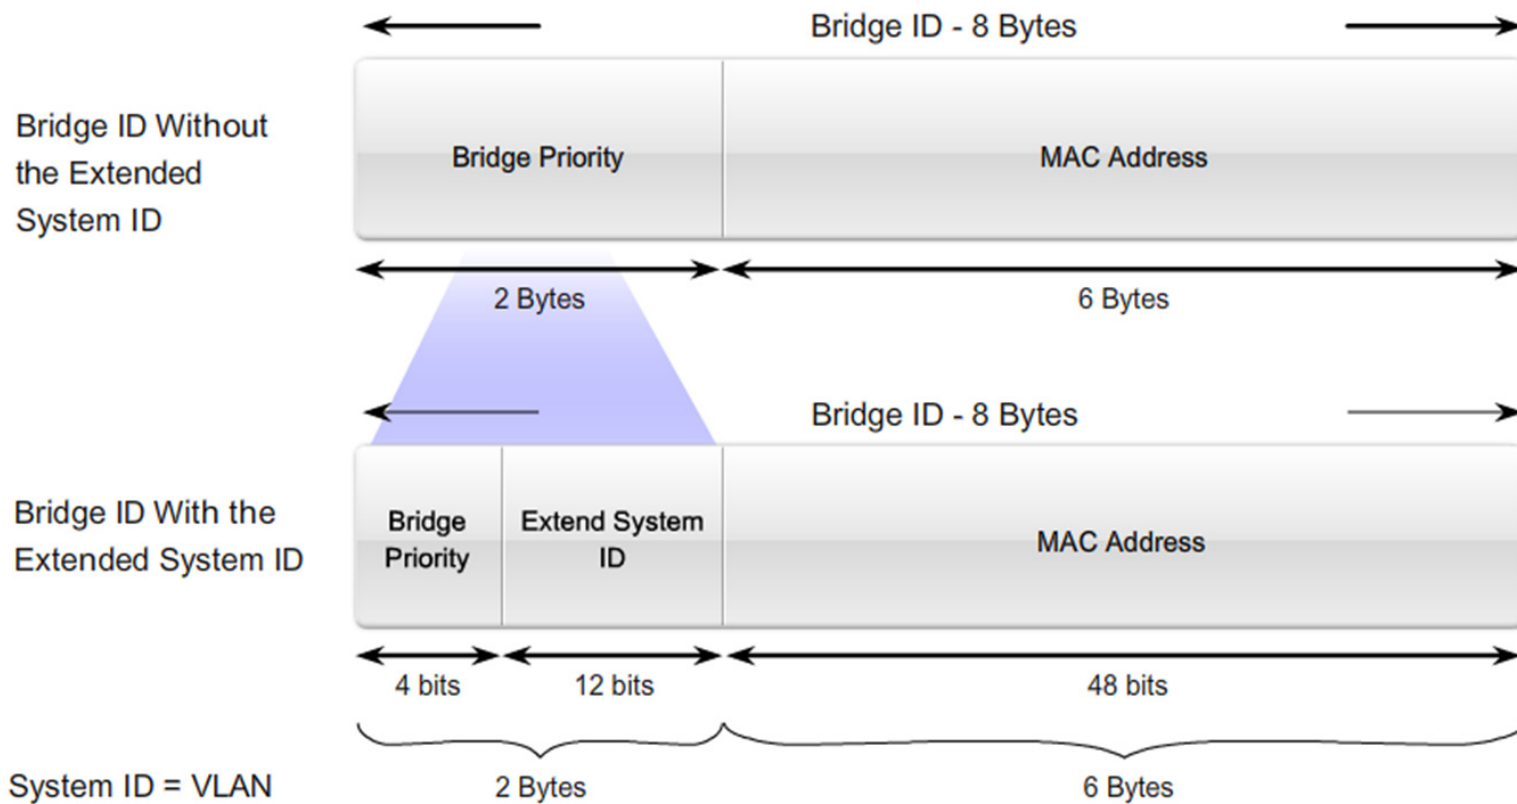 Bridge ID - 8 Bytes
Bridge ID Without
the Extended
System ID
Bridge Priority
MAC Address
2 Bytes
6 Bytes
Bridge ID - 8 Bytes
Bridge ID With the
Extended System ID
Bridge
Priority
Extend System
ID
MAC Address
4 bits
12 bits
48 bits
System ID = VLAN
2 Bytes
6 Bytes